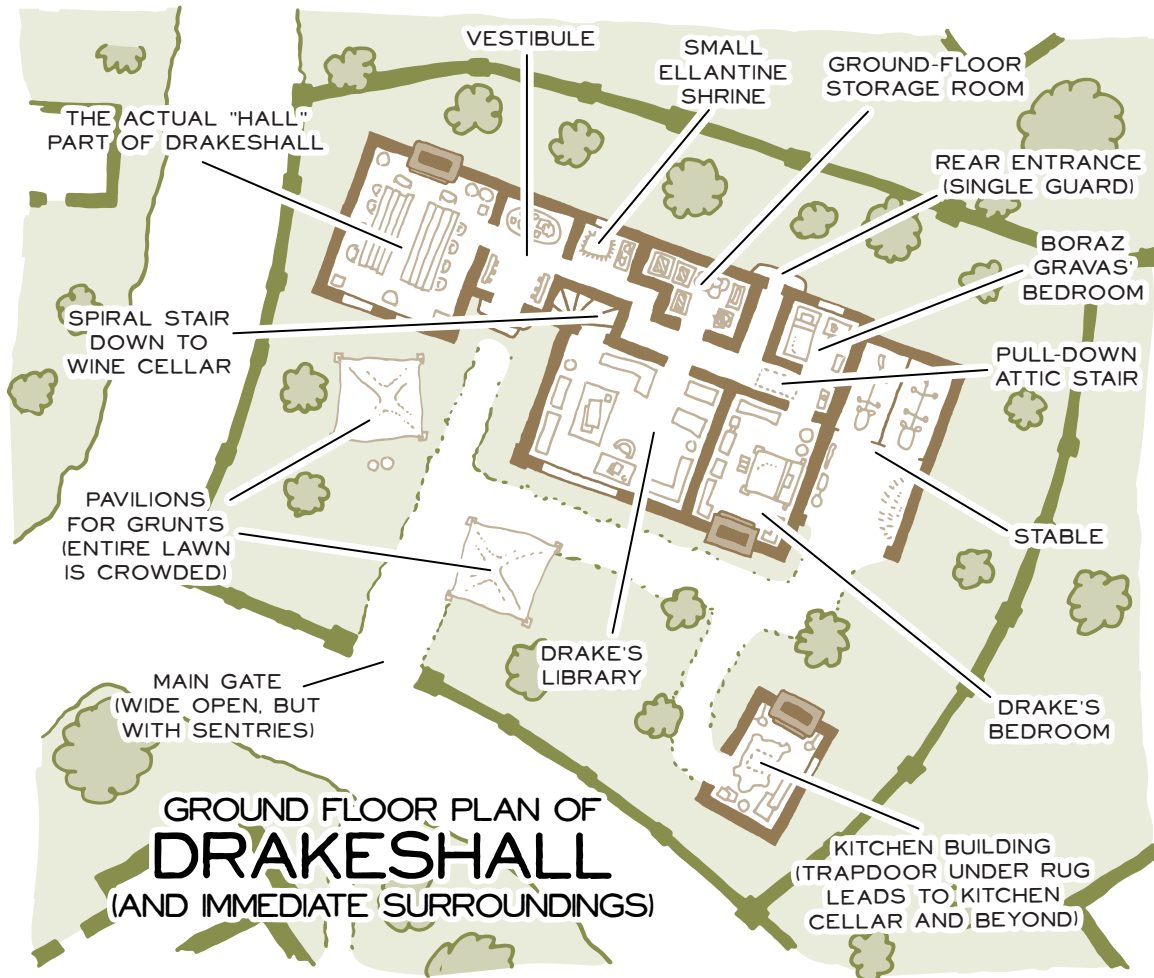 VESTIBULE
SMALL
ELLANTINE
SHRINE
GROUND-FLOOR
STORAGE ROOM
THE ACTUAL "HALL"
PART OF DRAKESHALL
REAR ENTRANCE
(SINGLE GUARD)
BORAZ
GRAVAS'
BEDROOM
SPIRAL STAIR
DOWN TO
WINE CELLAR
PULL-DOWN
ATTIC STAIR
PAVILIONS
FOR GRUNTS
(ENTIRE LAWN
IS CROWDED)
STABLE
DRAKE'S
LIBRARY
MAIN GATE
(WIDE OPEN, BUT
WITH SENTRIES)
DRAKE'S
BEDROOM
GROUND FLOOR PLAN OF
DRAKESHALL
(AND IMMEDIATE SURROUNDINGS)
KITCHEN BUILDING
(TRAPDOOR UNDER RUG
LEADS TO KITCHEN
CELLAR AND BEYOND)